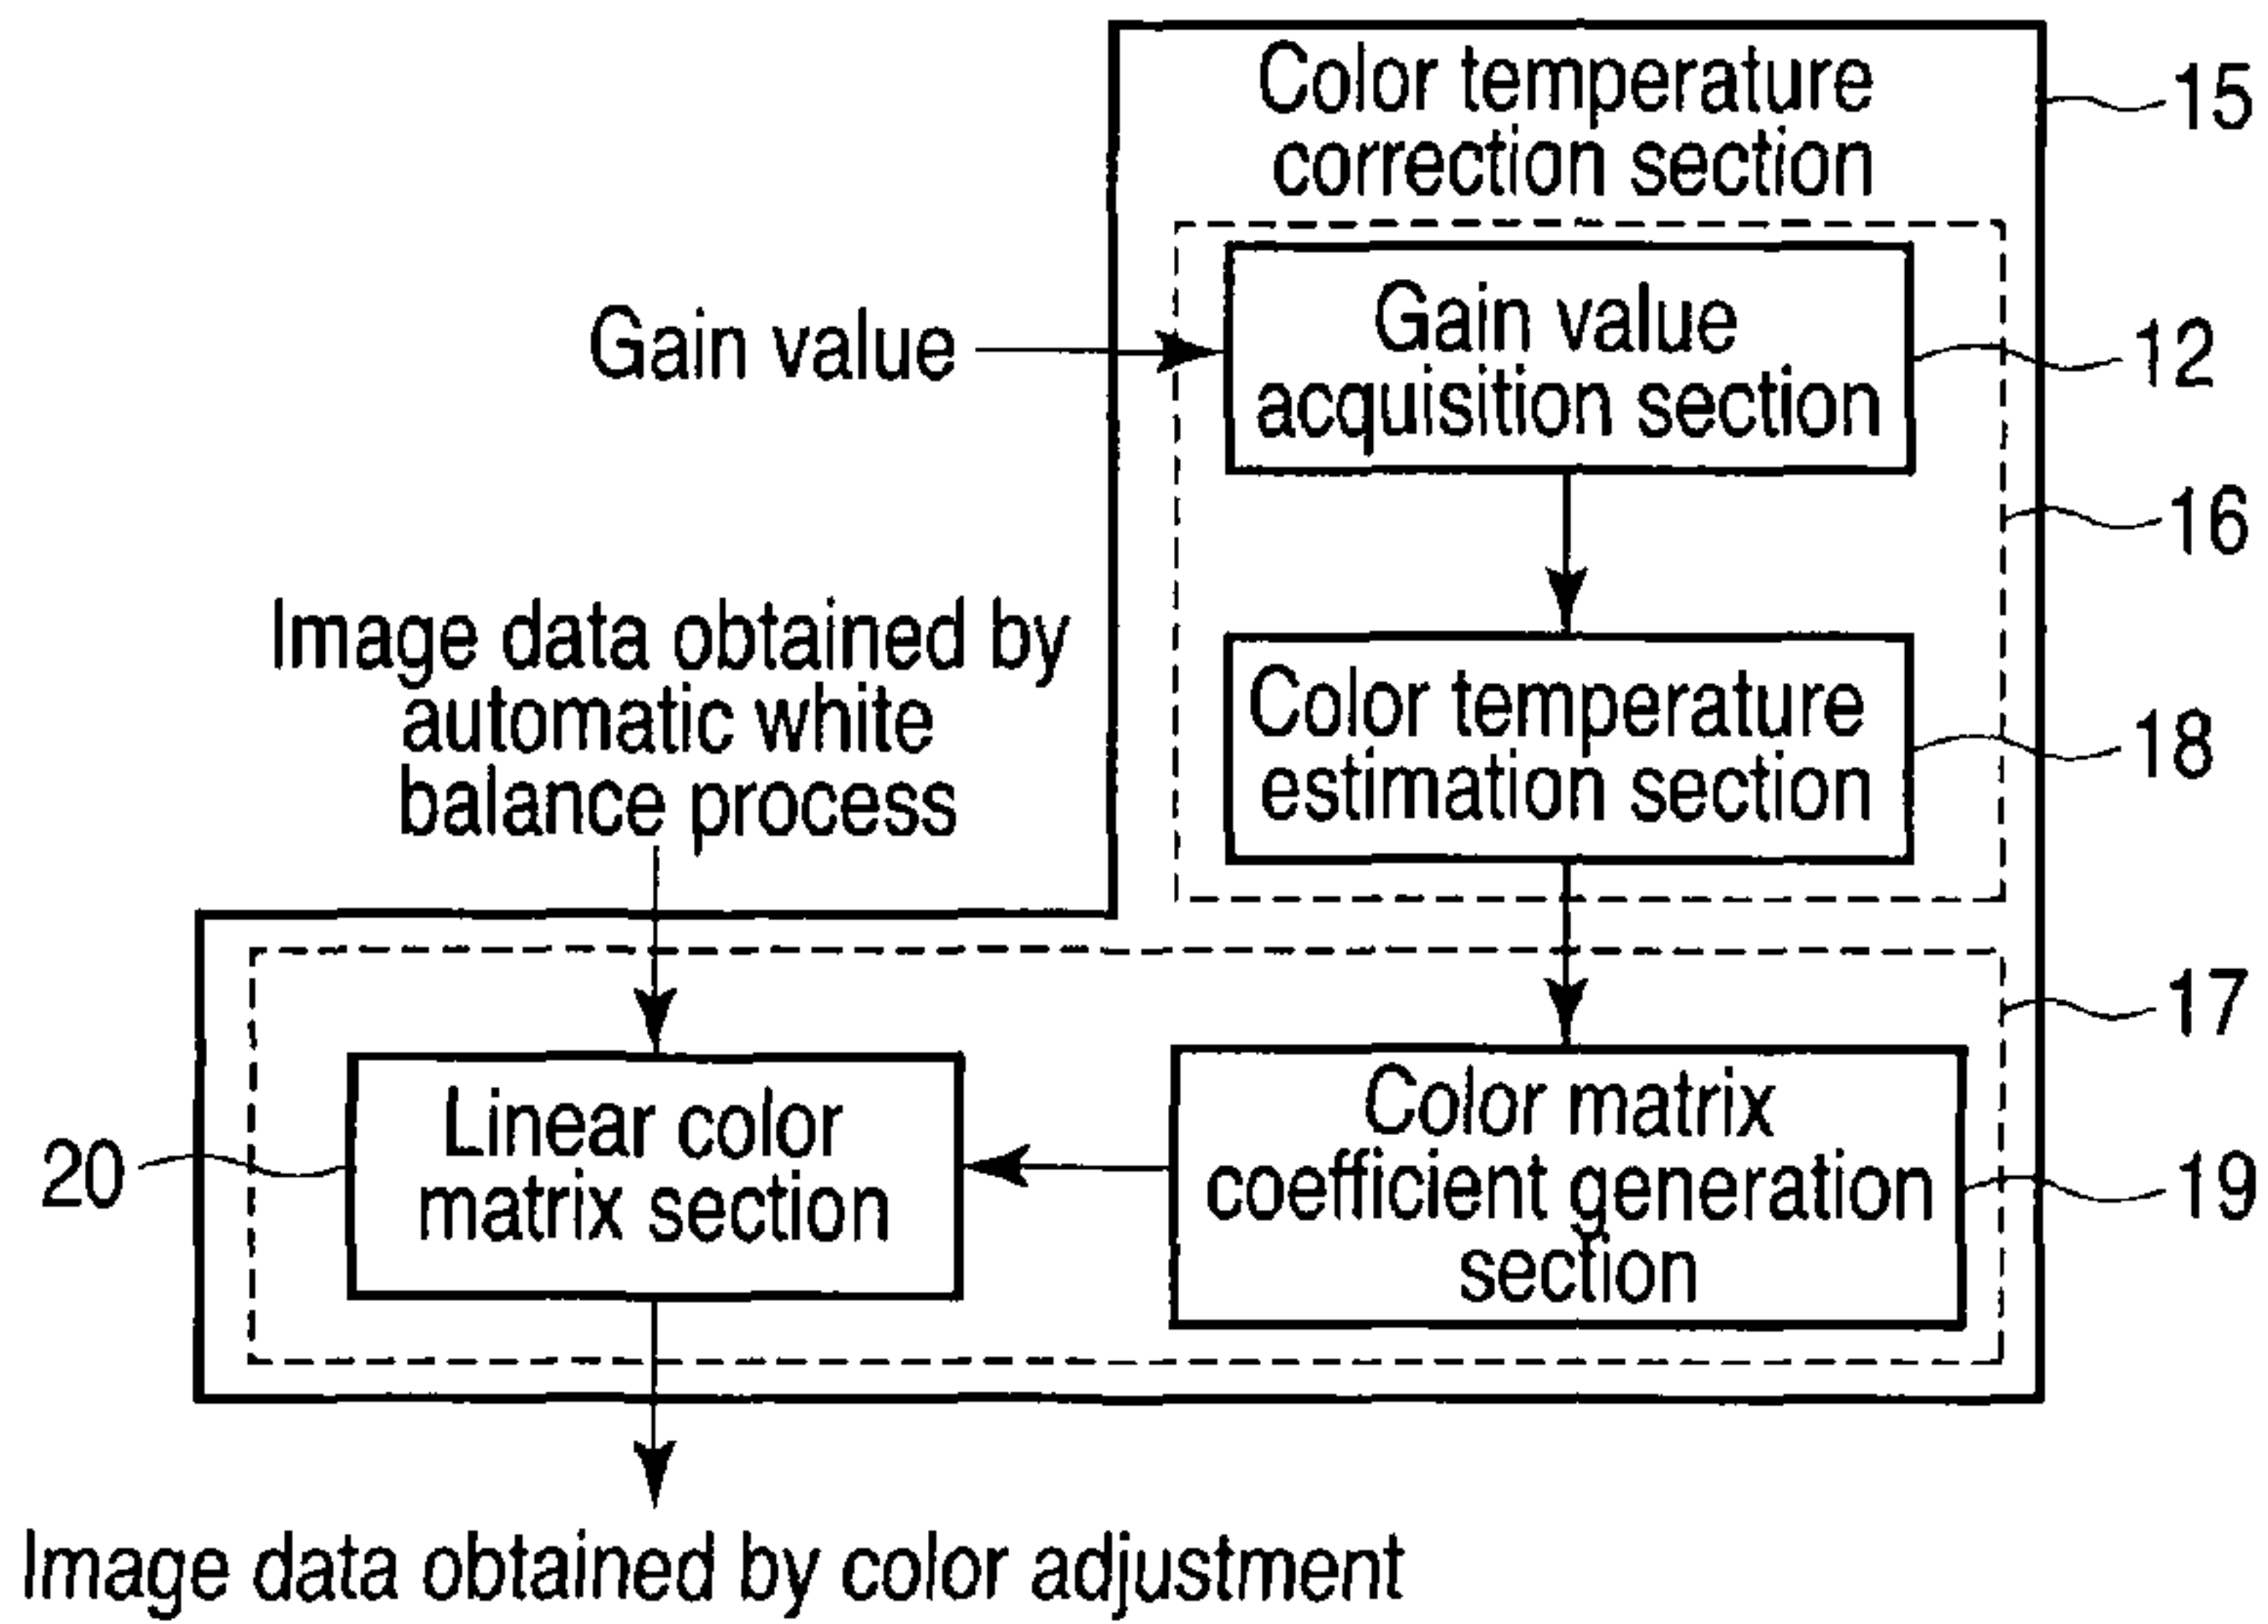 Color temperature
correction section
15
Gain value
Gain value
acquisition section
12
16
Image data obtained by
automatic white
balance process
Color temperature
estimation section
18
17
20
Linear color
matrix section
Color matrix
coefficient generation
section
19
Image data obtained by color adjustment